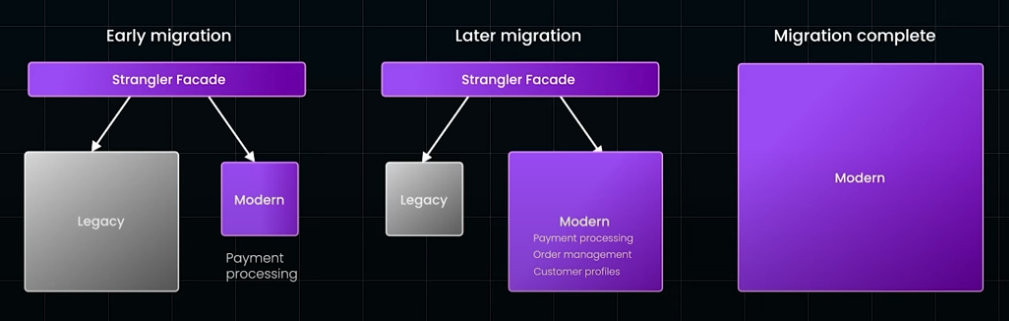 Early migration
Strangler Facade
Legacy
Modern
Payment
processing
Later migration
Strangler Facade
Legacy
Modern
Payment processing
Order management
Customer profiles
Migration complete
Modern